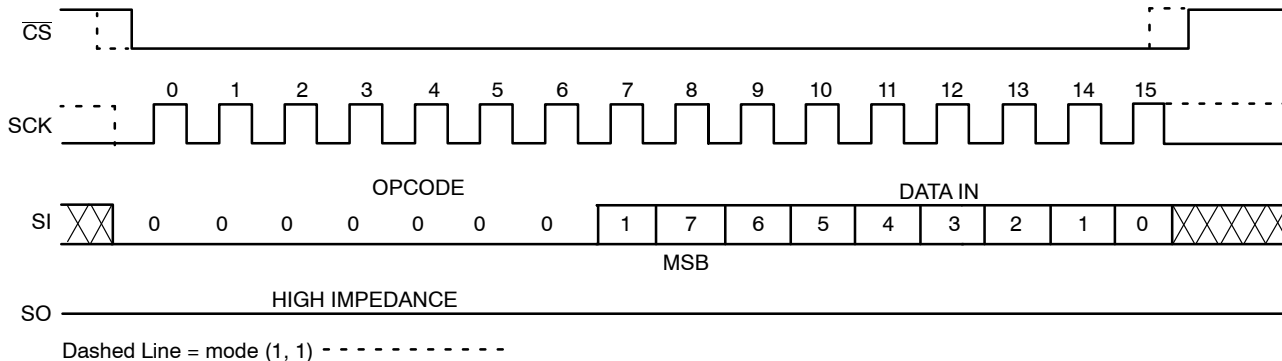 CS
0 1 2 3 4 5 6 7 8 9 10 11 12 13 14 15
SCK
OPCODE DATA IN
SI 0 0 0 0 0 0 0 1 7 6 5 4 3 2 1 0
MSB
HIGH IMPEDANCE
SO
Dashed Line = mode (1, 1)